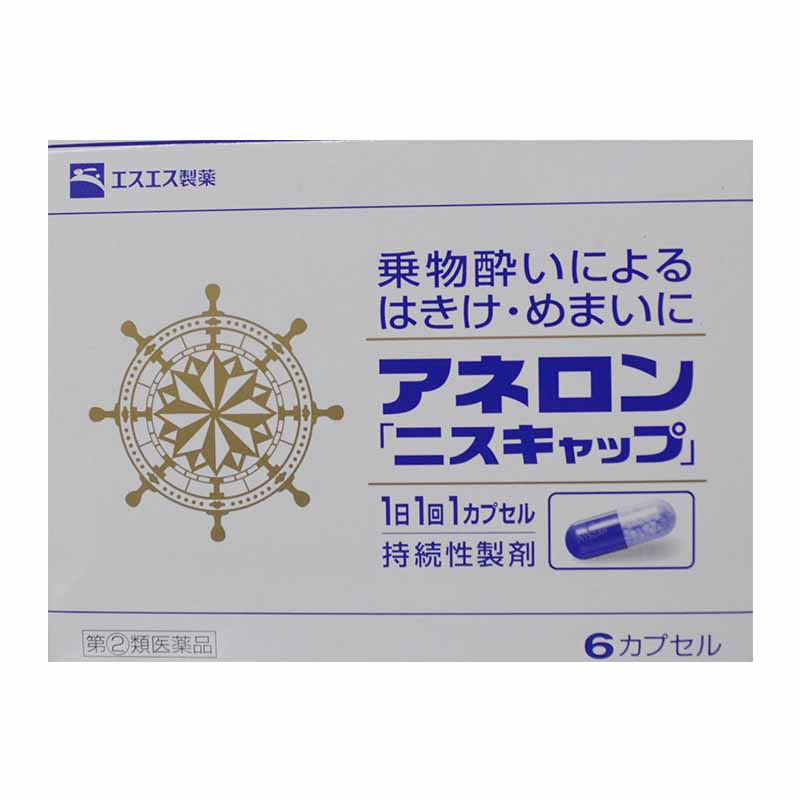 エスエス製薬
乗物酔いによる
はきけ・めまいに
アネロン
「ニスキャップ」
1日1回1カプセル
持続性製剤
第②類医薬品
6カプセル